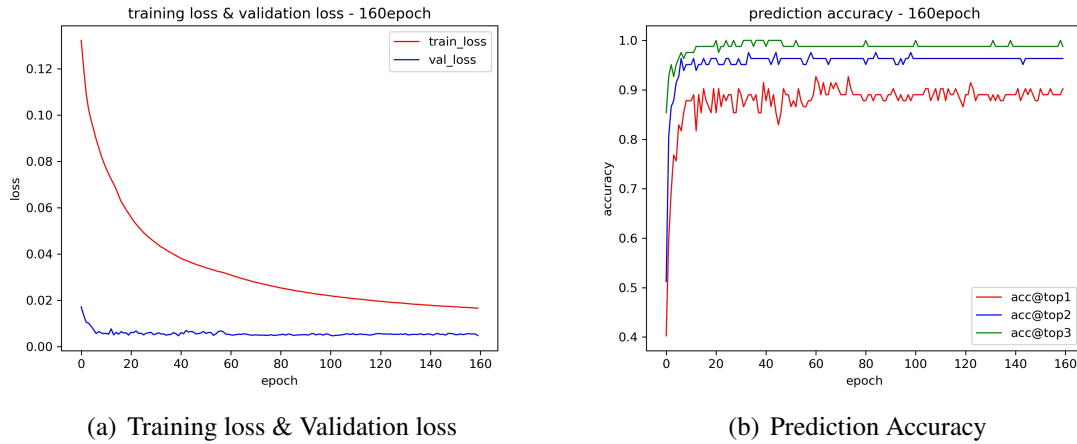 training loss & validation loss - 160epoch
train_loss
val_loss
0.12
0.10
0.08
0.06
0.04
0.02
0.00
loss
0 20 40 60 80 100 120 140 160
epoch
(a) Training loss & Validation loss
prediction accuracy - 160epoch
1.0
0.9
0.8
0.7
0.6
0.5
0.4
accuracy
acc@top1
acc@top2
acc@top3
0 20 40 60 80 100 120 140 160
epoch
(b) Prediction Accuracy